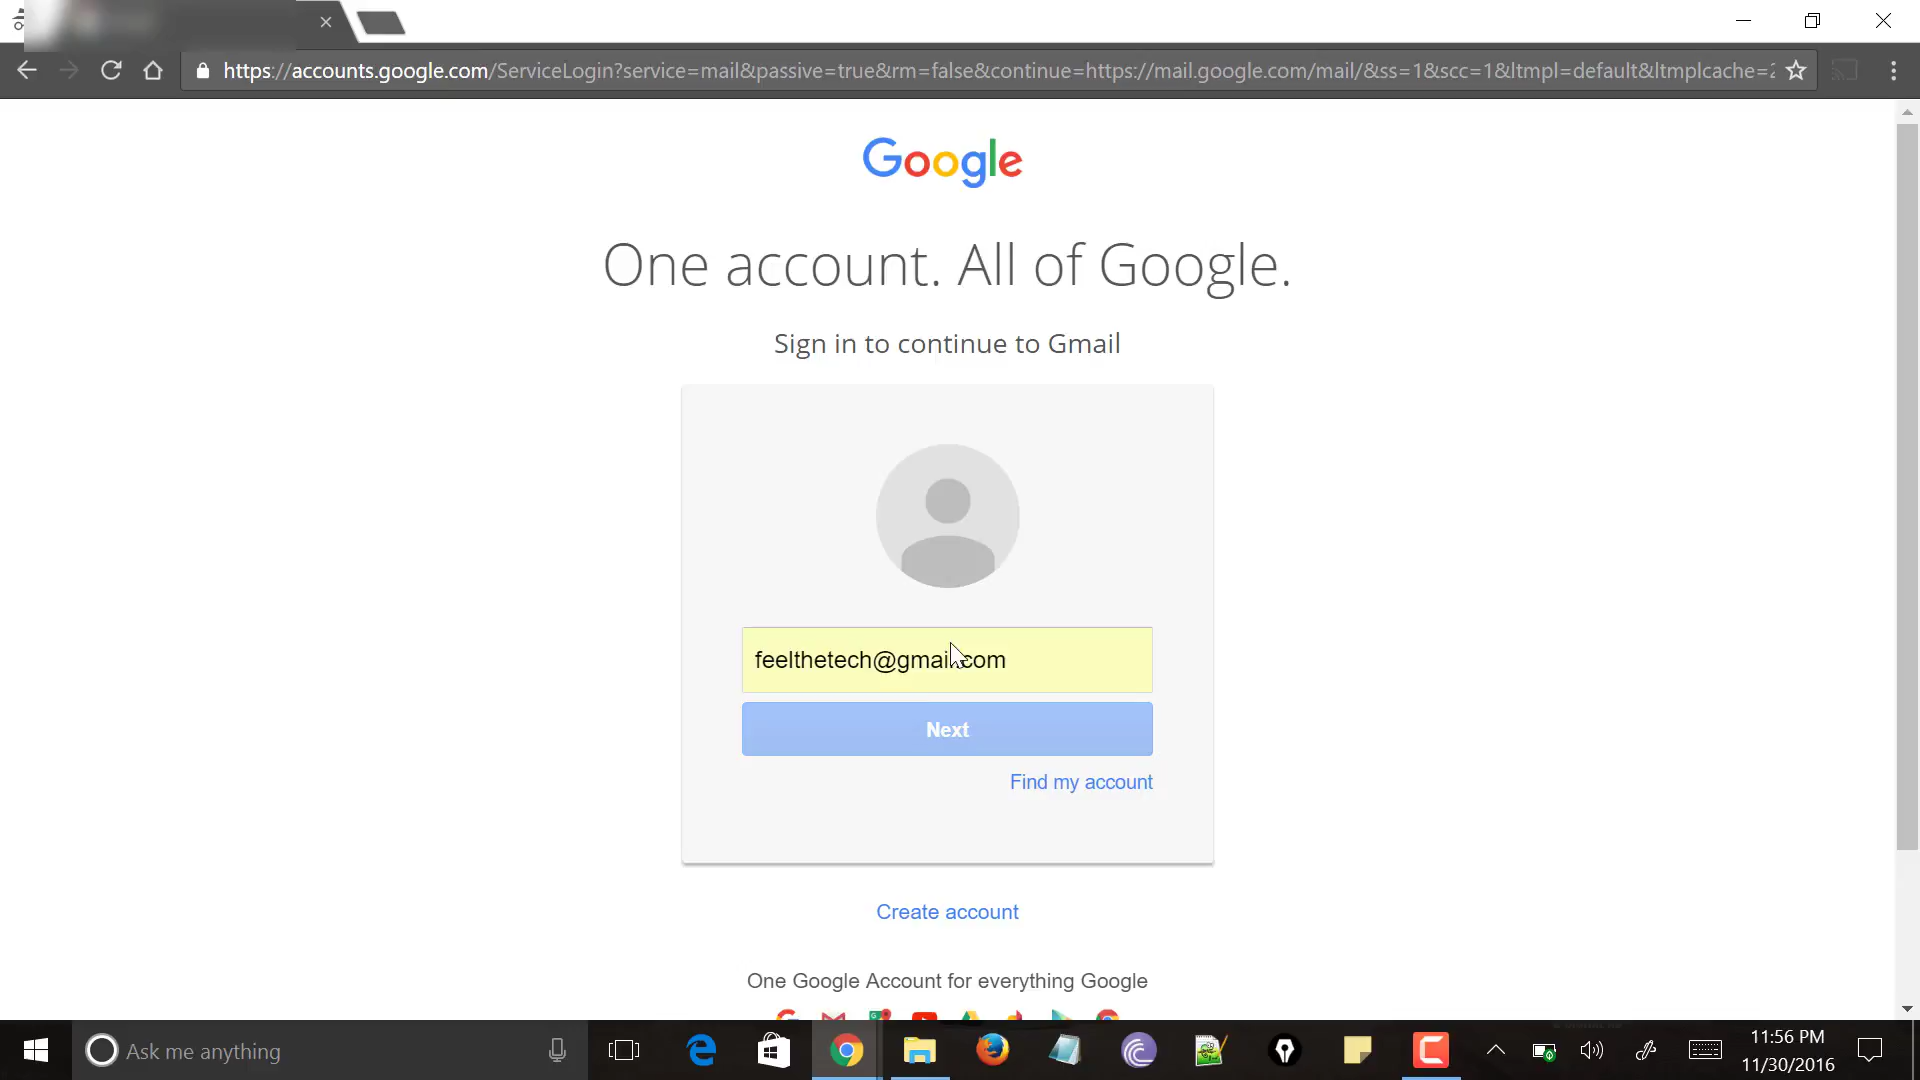 https://accounts.google.com/ServiceLogin?service=mail&passive=true&rm=false&continue=https://mail.google.com/mail/&ss=1&scc=1&ltmpl=default&ltmplcache=2
Google
One account. All of Google.
Sign in to continue to Gmail
feelthetech@gmail.com
Next
Find my account
Create account
One Google Account for everything Google
Ask me anything
11:56 PM
11/30/2016